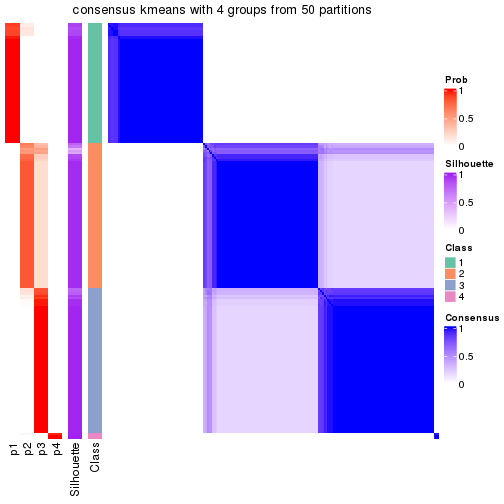 consensus kmeans with 4 groups from 50 partitions
Prob
1
0.5
0
Silhouette
1
0.5
0
Class
1
2
3
4
Consensus
1
0.5
0
p1
p2
p3
p4
Silhouette
Class